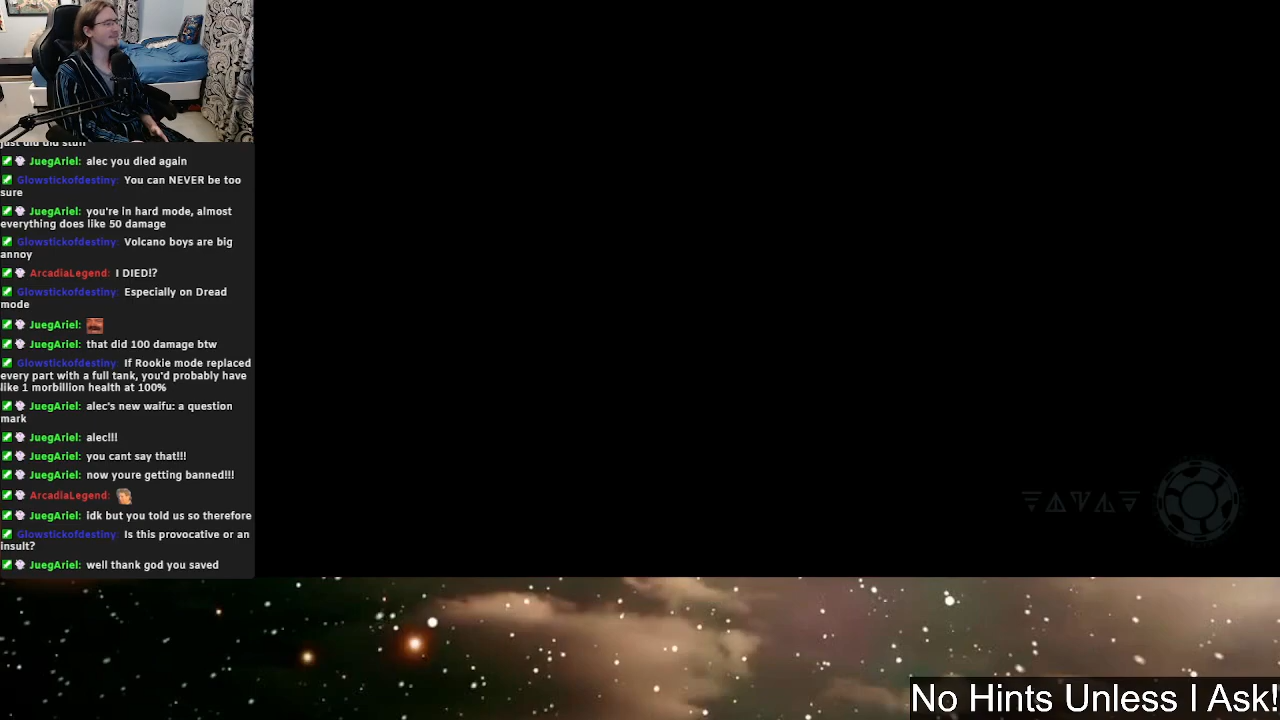 just did did stuff
JuegAriel: alec you died again
Glowstickofdestiny: You can NEVER be too
sure
JuegAriel: you're in hard mode, almost
everything does like 50 damage
Glowstickofdestiny: Volcano boys are big
annoy
ArcadiaLegend: I DIED!?
Glowstickofdestiny: Especially on Dread
mode
JuegAriel:
JuegAriel: that did 100 damage btw
Glowstickofdestiny: If Rookie mode replaced
every part with a full tank, you'd probably have
like 1 morbillion health at 100%
JuegAriel: alec's new waifu: a question
mark
JuegAriel: alec!!!
JuegAriel: you cant say that!!!
JuegAriel: now youre getting banned!!!
ArcadiaLegend:
JuegAriel: idk but you told us so therefore
Glowstickofdestiny: Is this provocative or an
insult?
JuegAriel: well thank god you saved
No Hints Unless I Ask!